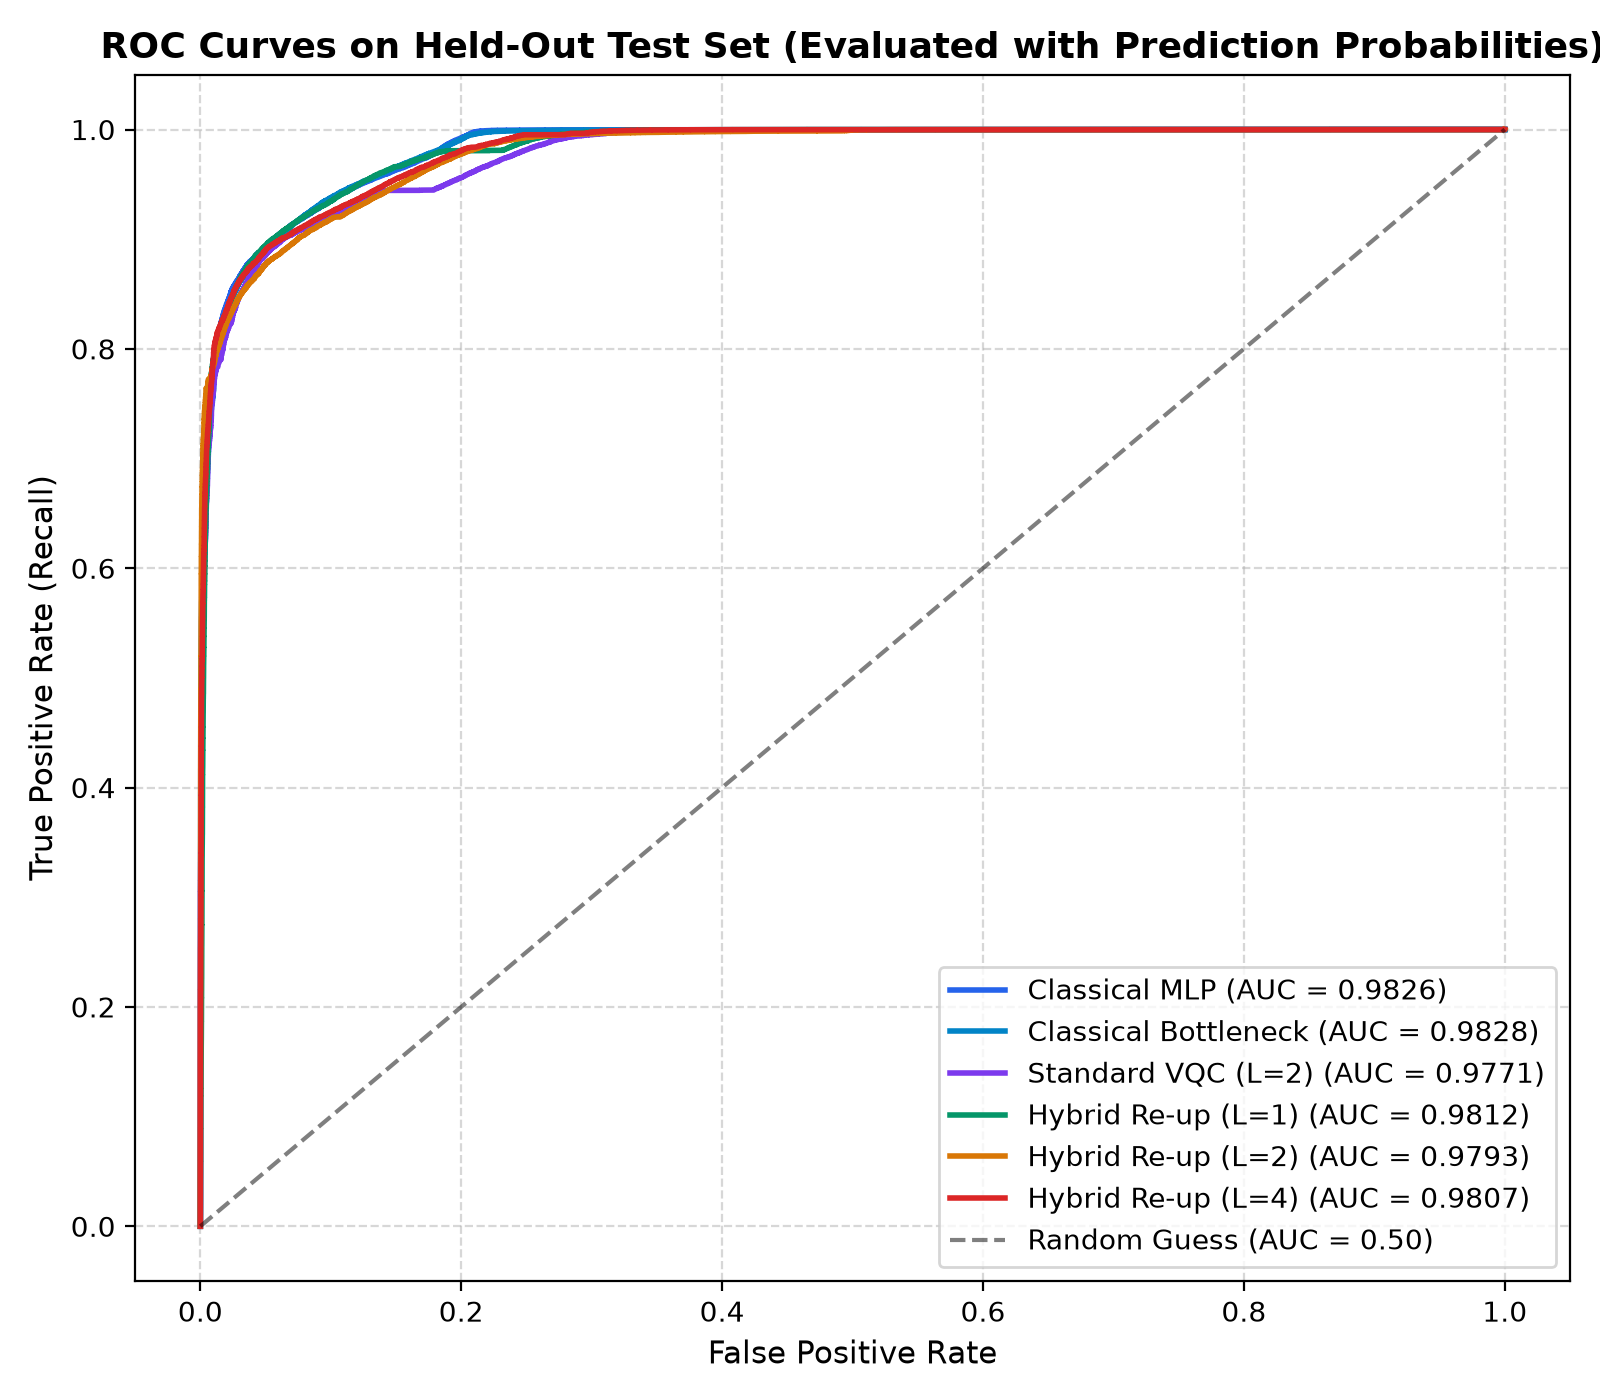 ROC Curves on Held-Out Test Set (Evaluated with Prediction Probabilities)
1.0
0.8
0.6
0.4
0.2
0.0
True Positive Rate (Recall)
Classical MLP (AUC = 0.9826)
Classical Bottleneck (AUC = 0.9828)
Standard VQC (L=2) (AUC = 0.9771)
Hybrid Re-up (L=1) (AUC = 0.9812)
Hybrid Re-up (L=2) (AUC = 0.9793)
Hybrid Re-up (L=4) (AUC = 0.9807)
Random Guess (AUC = 0.50)
0.0 0.2 0.4 0.6 0.8 1.0
False Positive Rate